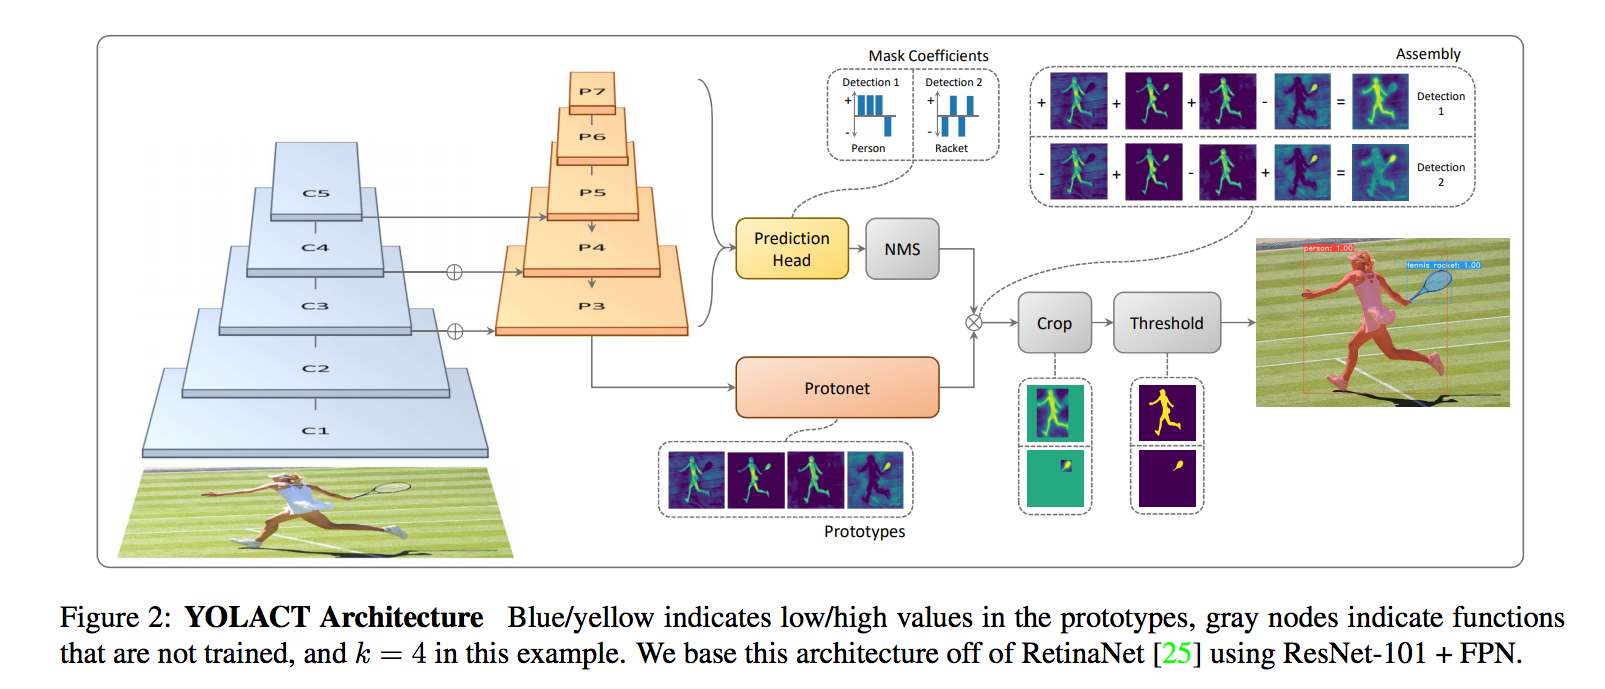 Mask Coefficients
Detection 1
Detection 2
+
-
+
-
Person
Racket
Assembly
+ + + - = Detection 1
- + - + = Detection 2
P7
P6
P5
P4
P3
C5
C4
C3
C2
C1
Prediction
Head
NMS
Crop
Threshold
Protonet
Prototypes
person: 1.00
tennis racket: 1.00
Figure 2: YOLACT Architecture Blue/yellow indicates low/high values in the prototypes, gray nodes indicate functions
that are not trained, and k = 4 in this example. We base this architecture off of RetinaNet [25] using ResNet-101 + FPN.